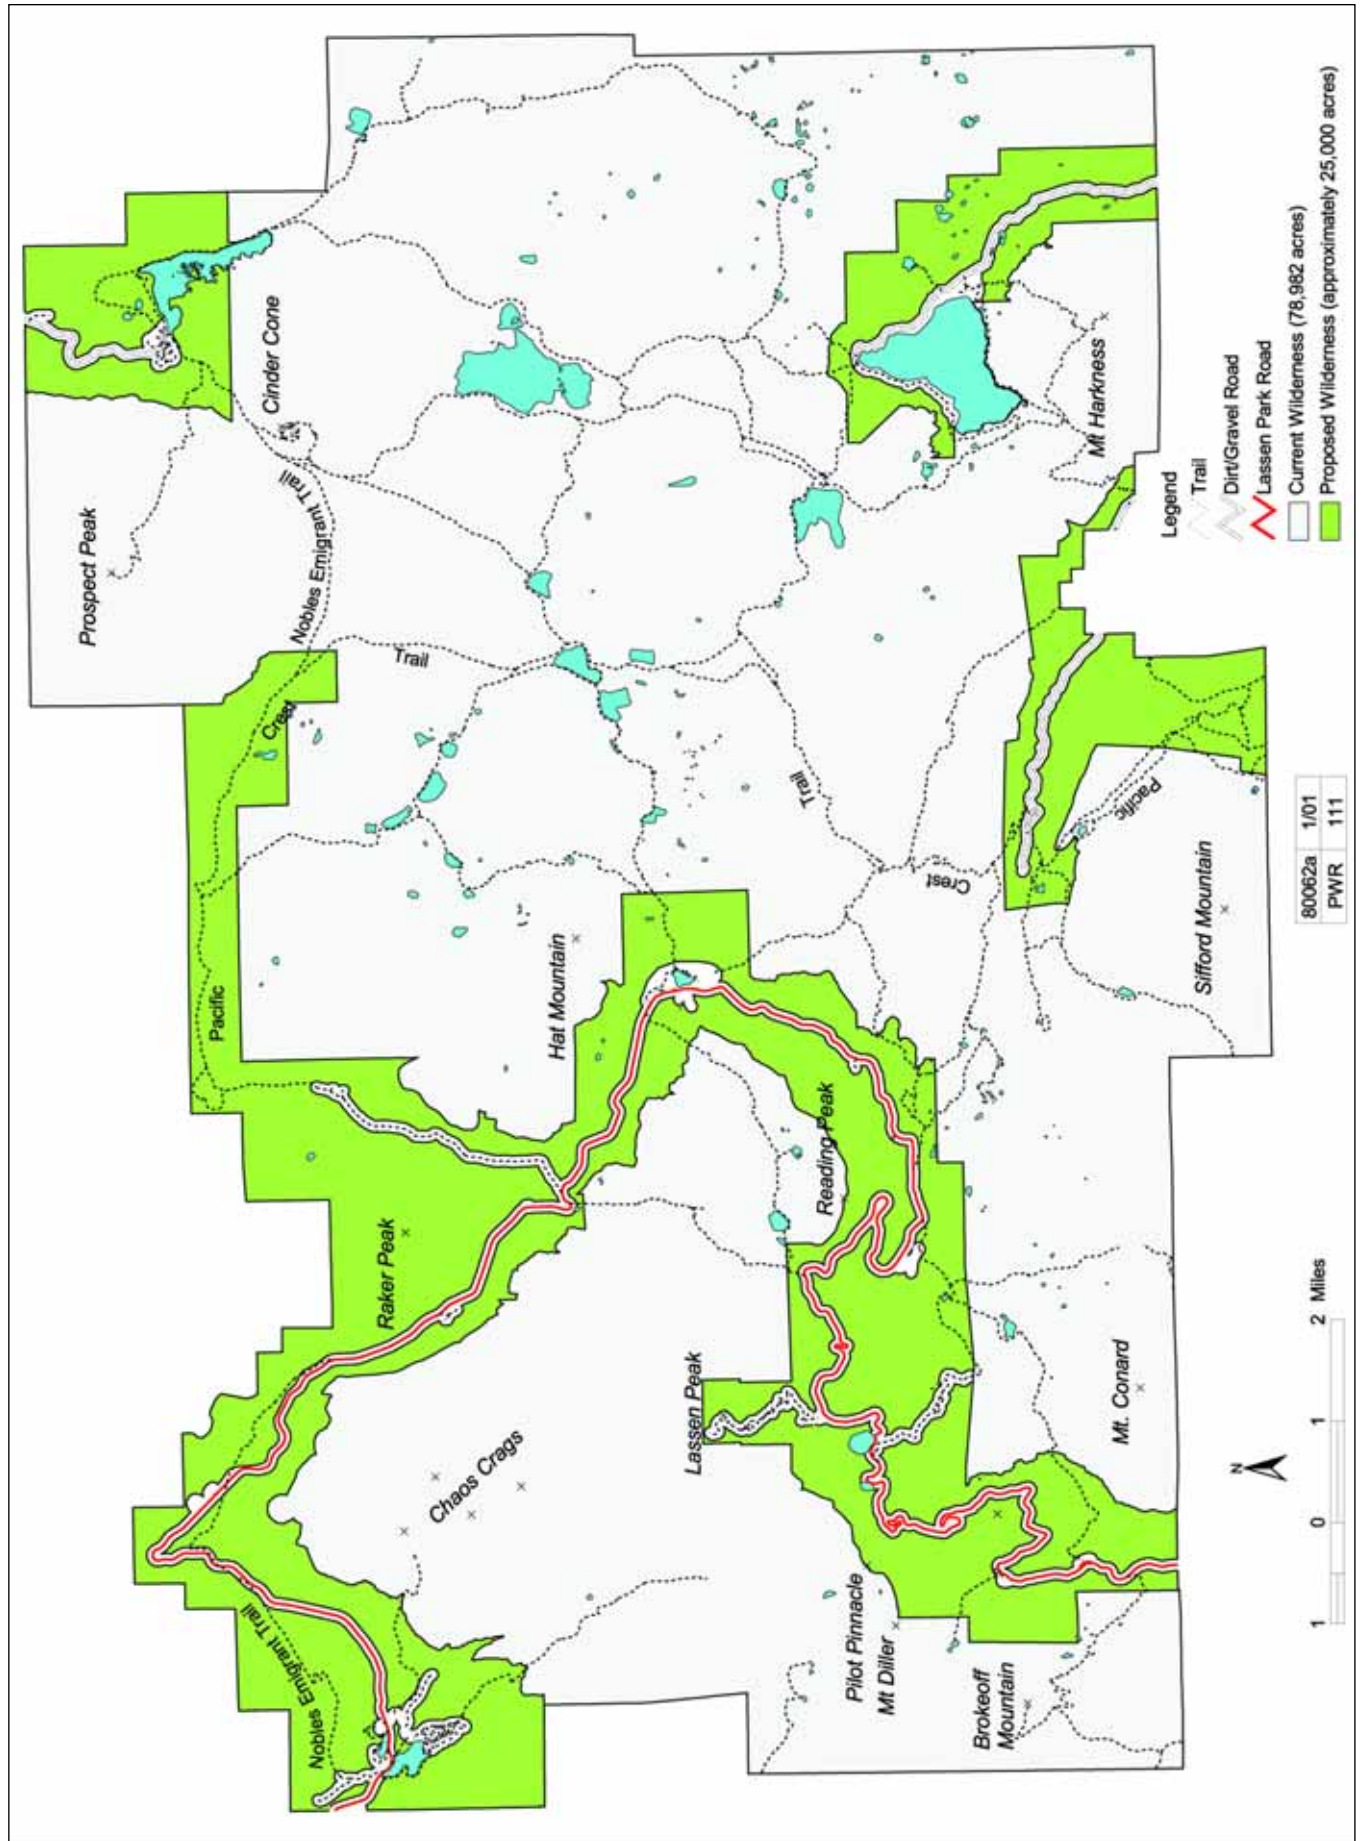 Prospect Peak
Cinder Cone
Nobles Emigrant Trail
Crest
Trail
Pacific
Hat Mountain
Raker Peak
Reading Peak
Lassen Peak
Chaos Crags
Nobles Emigrant Trail
Trail
Crest
Pacific
Mt Harkness
Sifford Mountain
Mt. Conard
Pilot Pinnacle
Mt Diller
Brokeoff
Mountain
Legend
Trail
Dirt/Gravel Road
Lassen Park Road
Current Wilderness (78,982 acres)
Proposed Wilderness (approximately 25,000 acres)
N
1 0 1 2 Miles
80062a 1/01
PWR 111